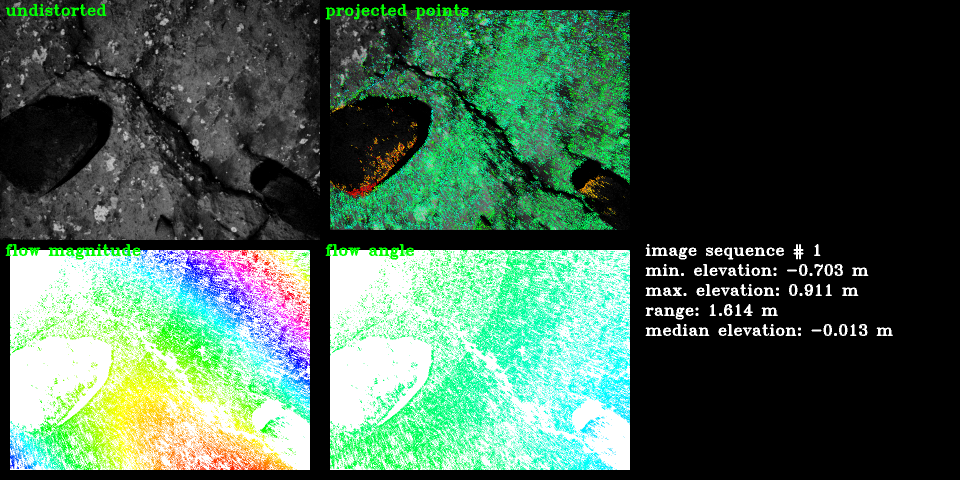 undistorted
projected points
flow magnitude
flow angle
image sequence # 1
min. elevation: −0.703 m
max. elevation: 0.911 m
range: 1.614 m
median elevation: −0.013 m